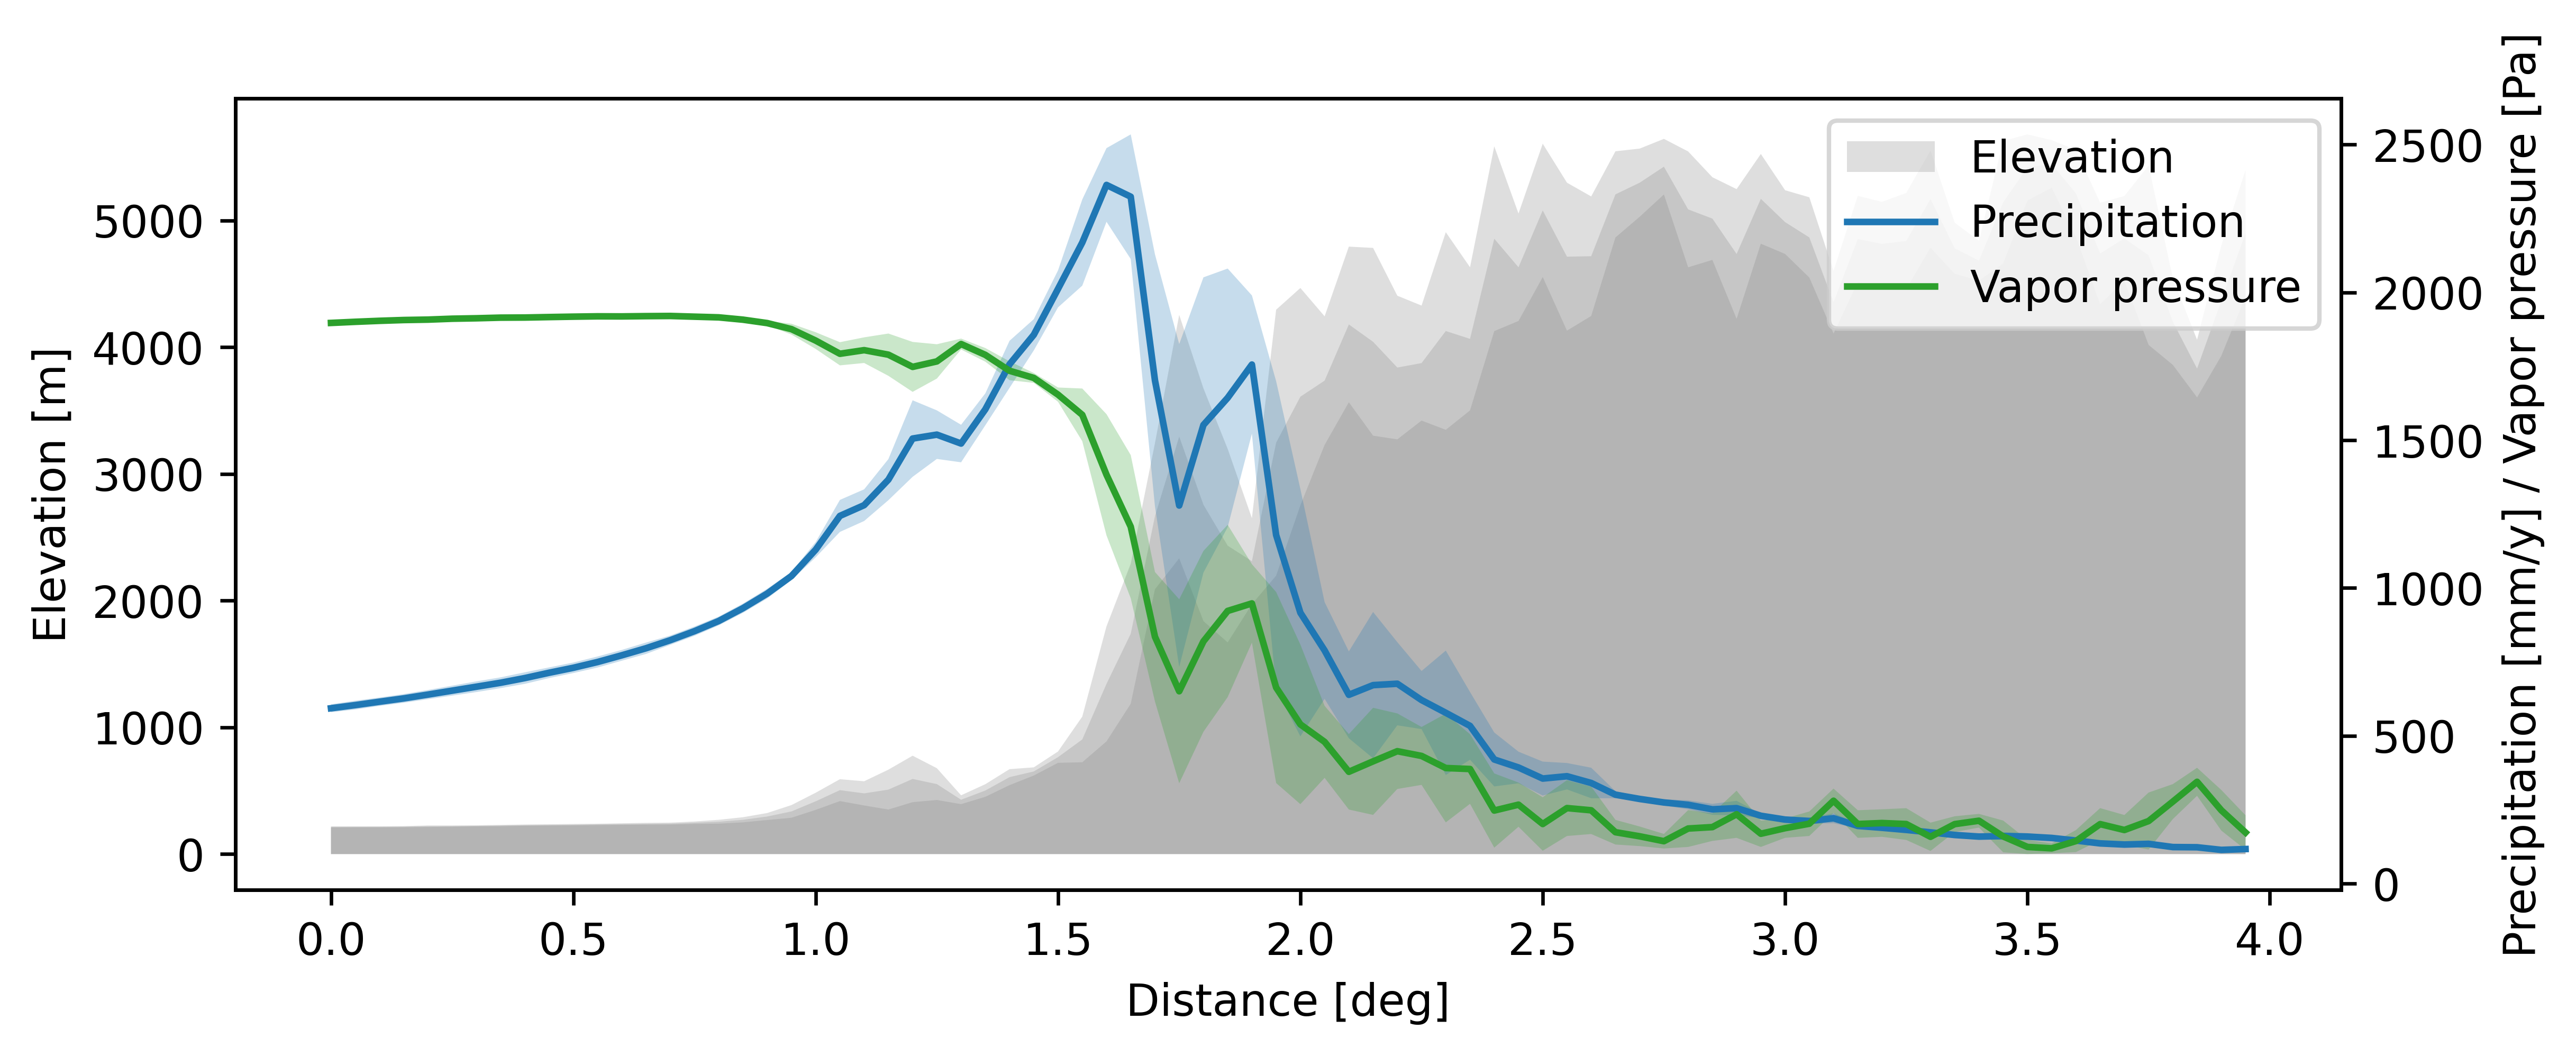 Elevation [m]
5000
4000
3000
2000
1000
0
Elevation
Precipitation
Vapor pressure
2500
2000
1500
1000
500
0
Precipitation [mm/y] / Vapor pressure [Pa]
0.0 0.5 1.0 1.5 2.0 2.5 3.0 3.5 4.0
Distance [deg]